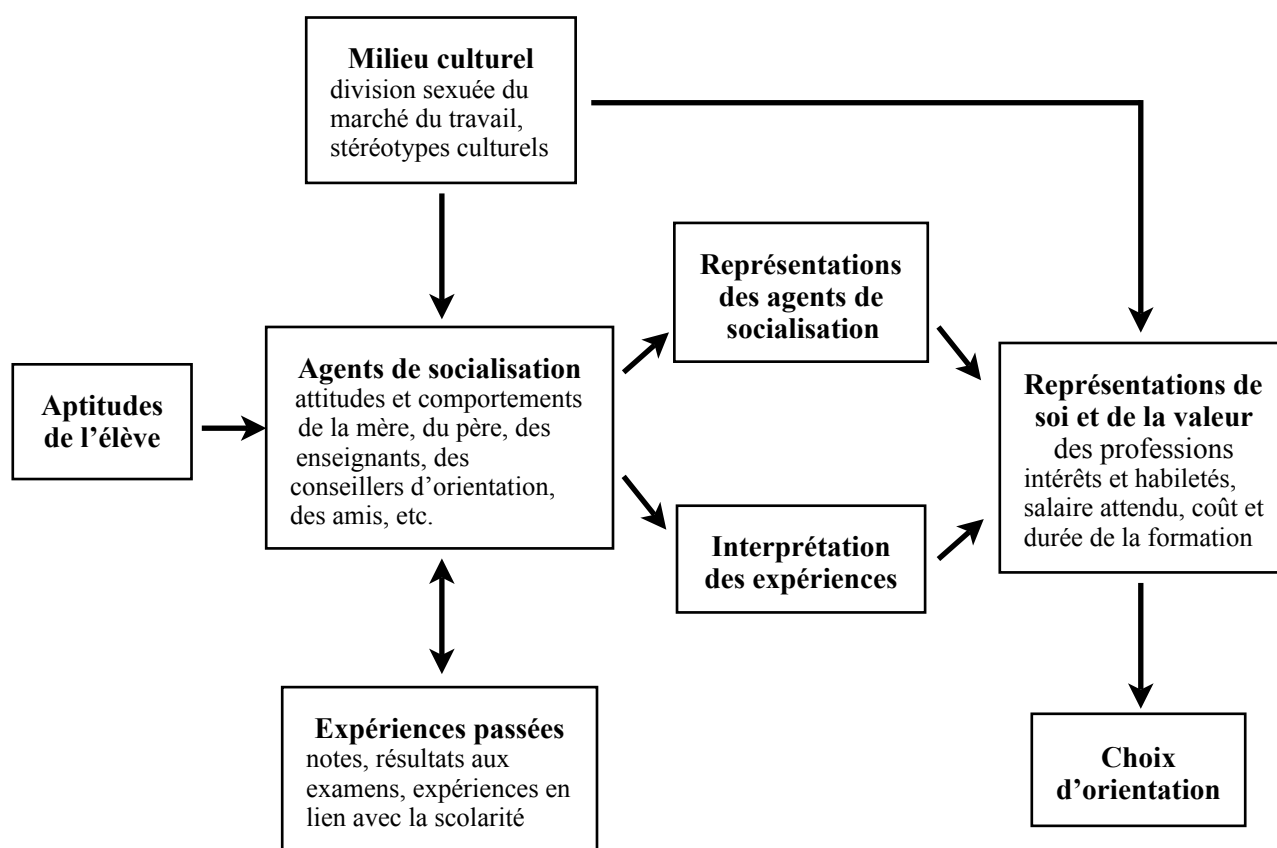 Milieu culturel
division sexuée du
marché du travail,
stéréotypes culturels
Représentations
des agents de
socialisation
Aptitudes
de l’élève
Agents de socialisation
attitudes et comportements
de la mère, du père, des
enseignants, des
conseillers d’orientation,
des amis, etc.
Représentations de
soi et de la valeur
des professions
intérêts et habiletés,
salaire attendu, coût et
durée de la formation
Interprétation
des expériences
Expériences passées
notes, résultats aux
examens, expériences en
lien avec la scolarité
Choix
d’orientation